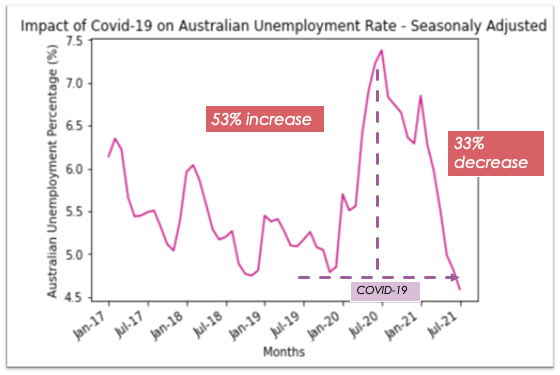 Impact of Covid-19 on Australian Unemployment Rate - Seasonaly Adjusted
Australian Unemployment Percentage (%)
7.5
7.0
6.5
6.0
5.5
5.0
4.5
53% increase
33%
decrease
COVID-19
Jan-17
Jul-17
Jan-18
Jul-18
Jan-19
Jul-19
Jan-20
Jul-20
Jan-21
Jul-21
Months